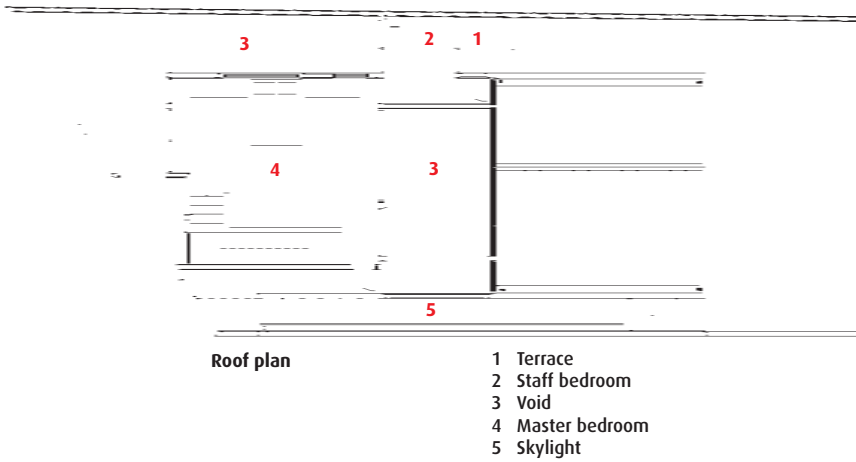 3 2 1
4 3
5
Roof plan
1 Terrace
2 Staff bedroom
3 Void
4 Master bedroom
5 Skylight